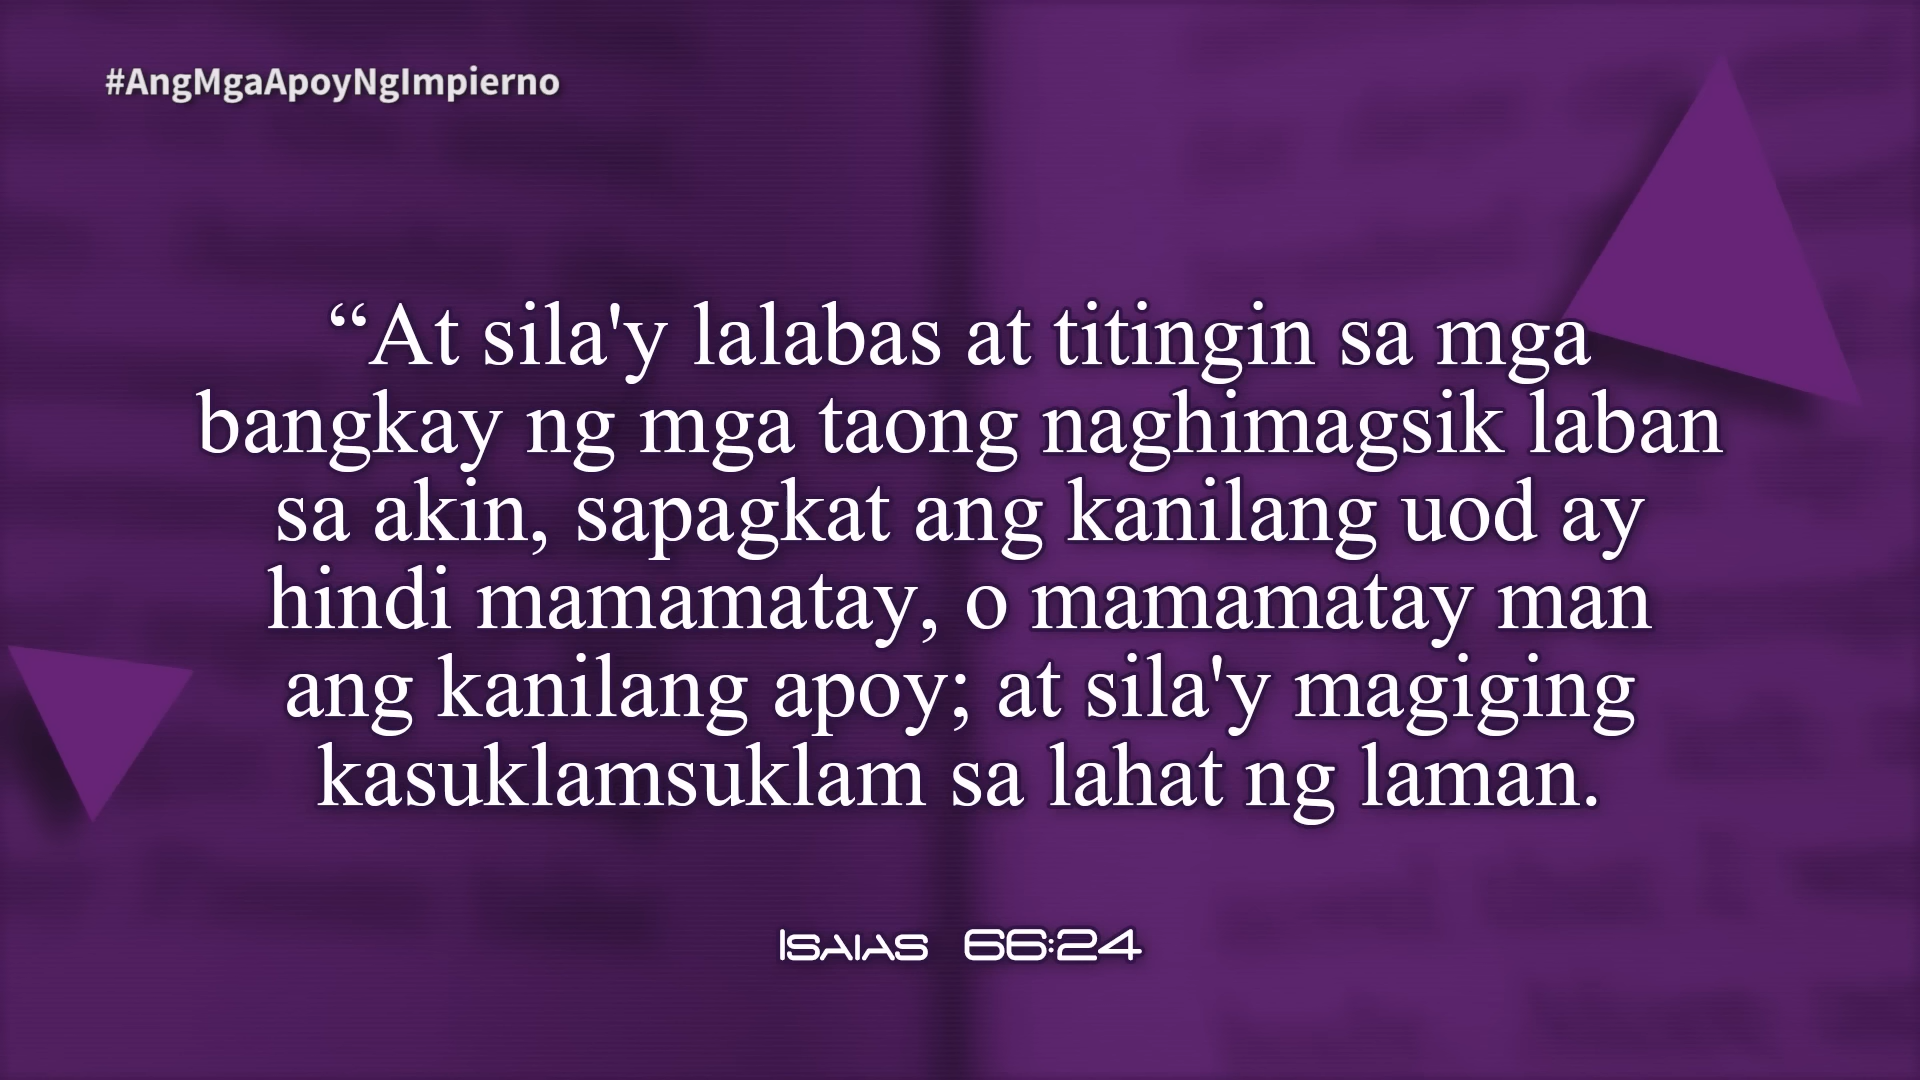 #AngMgaApoyNgImpierno
“At sila'y lalabas at titingin sa mga
bangkay ng mga taong naghimagsik laban
sa akin, sapagkat ang kanilang uod ay
hindi mamamatay, o mamamatay man
ang kanilang apoy; at sila'y magiging
kasuklamsuklam sa lahat ng laman.
Isaias 66:24